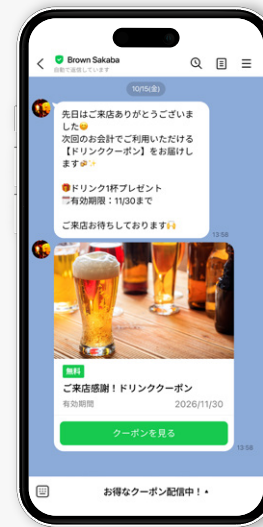 Brown Sakaba
自動で返信しています
10/15(金)
先日はご来店ありがとうございま
した😊
次回のお会計でご利用いただける
【ドリンククーポン】をお届けし
ます🍻✨
🎁ドリンク1杯プレゼント
🗓有効期限：11/30まで
ご来店お待ちしております🙌
13:58
無料
ご来店感謝！ドリンククーポン
有効期間 2026/11/30
クーポンを見る
13:58
お得なクーポン配信中！▴